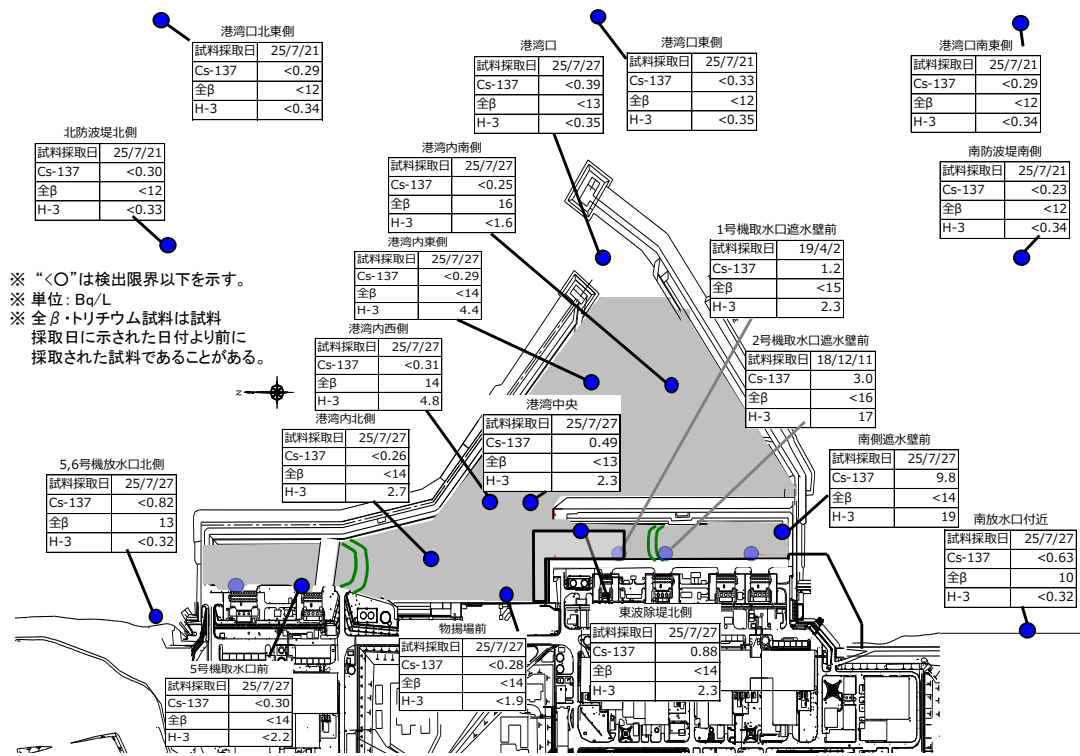 港湾口北東側
試料採取日 25/7/21
Cs-137 <0.29
全β <12
H-3 <0.34
港湾口
試料採取日 25/7/27
Cs-137 <0.39
全β <13
H-3 <0.35
港湾口東側
試料採取日 25/7/21
Cs-137 <0.33
全β <12
H-3 <0.35
港湾口南東側
試料採取日 25/7/21
Cs-137 <0.29
全β <12
H-3 <0.34
北防波堤北側
試料採取日 25/7/21
Cs-137 <0.30
全β <12
H-3 <0.33
港湾内南側
試料採取日 25/7/27
Cs-137 <0.25
全β 16
H-3 <1.6
南防波堤南側
試料採取日 25/7/21
Cs-137 <0.23
全β <12
H-3 <0.34
港湾内東側
試料採取日 25/7/27
Cs-137 <0.29
全β <14
H-3 4.4
1号機取水口遮水壁前
試料採取日 19/4/2
Cs-137 1.2
全β <15
H-3 2.3
※ “<○”は検出限界以下を示す。
※ 単位：Bq/L
※ 全β・トリチウム試料は試料
採取日に示された日付より前に
採取された試料であることがある。
港湾内西側
試料採取日 25/7/27
Cs-137 <0.31
全β 14
H-3 4.8
2号機取水口遮水壁前
試料採取日 18/12/11
Cs-137 3.0
全β <16
H-3 17
Z
港湾中央
試料採取日 25/7/27
Cs-137 0.49
全β <13
H-3 2.3
港湾内北側
試料採取日 25/7/27
Cs-137 <0.26
全β <14
H-3 2.7
南側遮水壁前
試料採取日 25/7/27
Cs-137 9.8
全β <14
H-3 19
5,6号機放水口北側
試料採取日 25/7/27
Cs-137 <0.82
全β 13
H-3 <0.32
南放水口付近
試料採取日 25/7/27
Cs-137 <0.63
全β 10
H-3 <0.32
物揚場前
試料採取日 25/7/27
Cs-137 <0.28
全β <14
H-3 <1.9
東波除堤北側
試料採取日 25/7/27
Cs-137 0.88
全β <14
H-3 2.3
5号機取水口前
試料採取日 25/7/27
Cs-137 <0.30
全β <14
H-3 <2.2